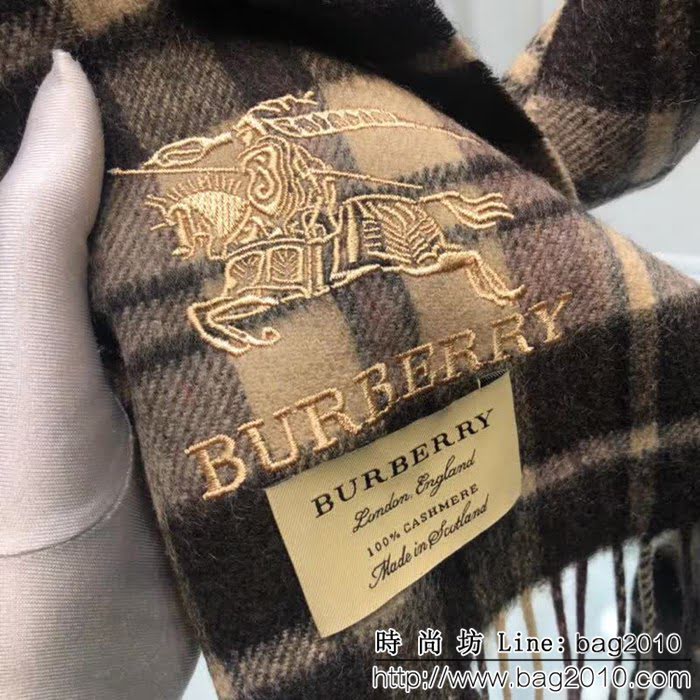 BURBERRY
BURBERRY
London, England
100% CASHMERE
Made in Scotland
時尚坊 Line: bag2010
http://www.bag2010.com/